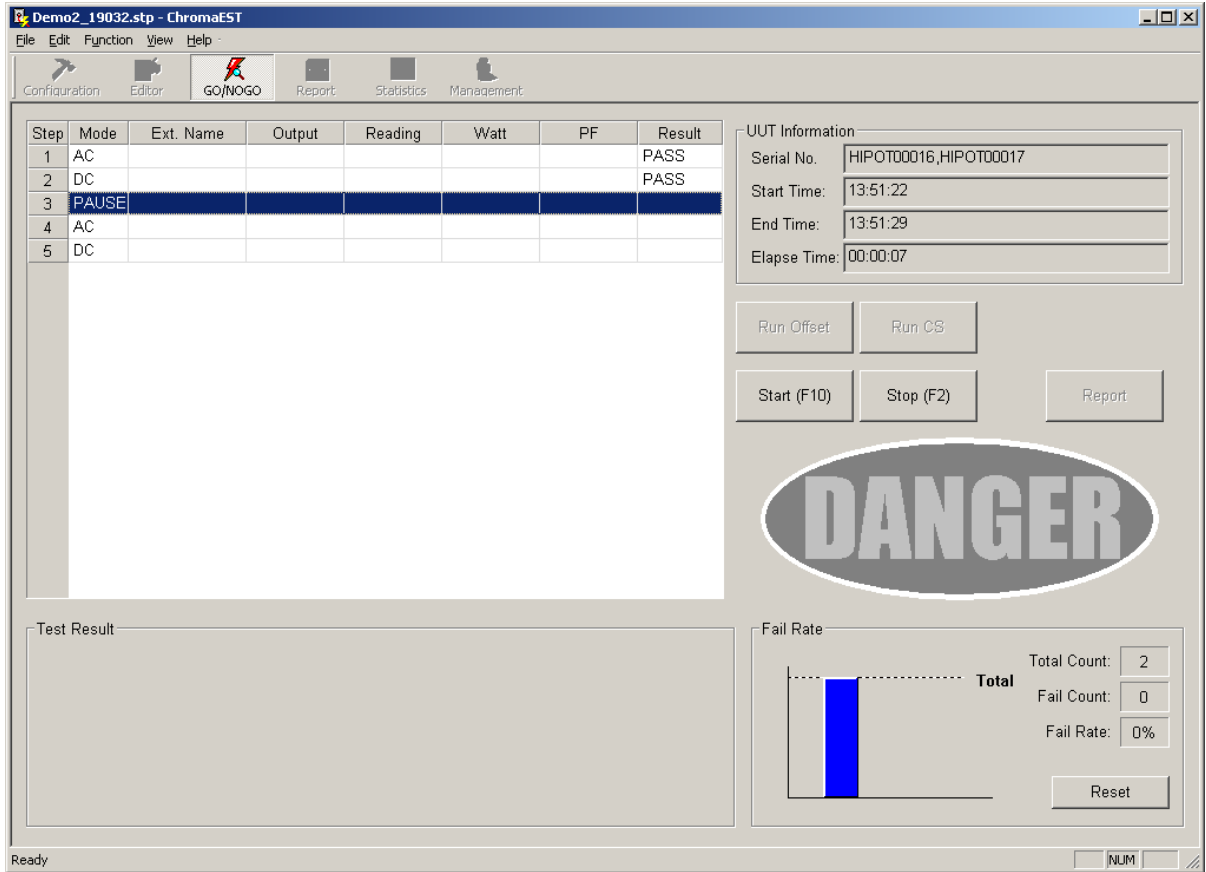 Demo2_19032.stp - ChromaEST
File Edit Function View Help
Configuration Editor GO/NOGO Report Statistics Management
Step Mode Ext. Name Output Reading Watt PF Result
1 AC PASS
2 DC PASS
3 PAUSE
4 AC
5 DC
UUT Information
Serial No. HIPOT00016,HIPOT00017
Start Time: 13:51:22
End Time: 13:51:29
Elapse Time: 00:00:07
Run Offset Run CS
Start (F10) Stop (F2) Report
DANGER
Test Result
Fail Rate
Total
Total Count: 2
Fail Count: 0
Fail Rate: 0%
Reset
Ready NUM